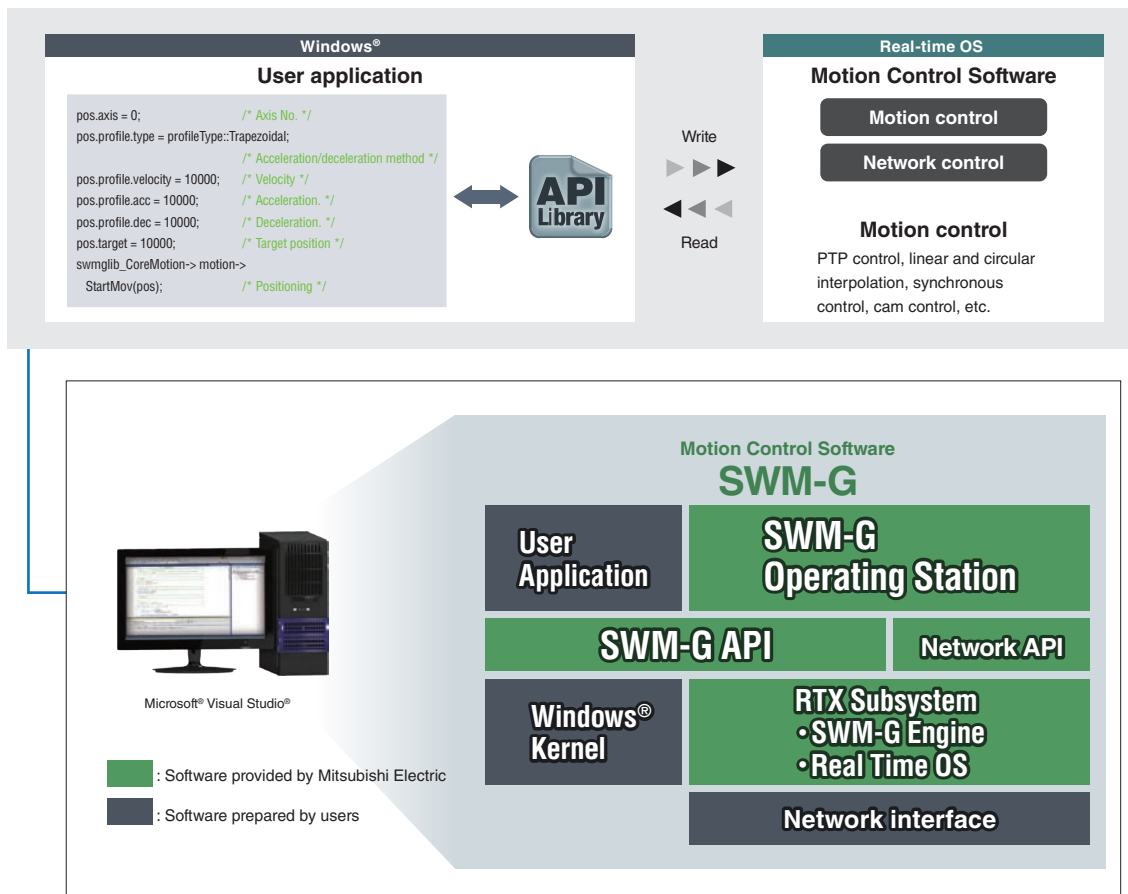 Windows®
User application
pos.axis = 0; /* Axis No. */
pos.profile.type = profileType::Trapezoidal;
/* Acceleration/deceleration method */
pos.profile.velocity = 10000; /* Velocity */
pos.profile.acc = 10000; /* Acceleration. */
pos.profile.dec = 10000; /* Deceleration. */
pos.target = 10000; /* Target position */
swmglib_CoreMotion-> motion->
StartMov(pos); /* Positioning */
API
Library
Write
Read
Real-time OS
Motion Control Software
Motion control
Network control
Motion control
PTP control, linear and circular
interpolation, synchronous
control, cam control, etc.
Microsoft® Visual Studio®
: Software provided by Mitsubishi Electric
: Software prepared by users
Motion Control Software
SWM-G
User
Application
SWM-G
Operating Station
SWM-G API
Network API
Windows®
Kernel
RTX Subsystem
•SWM-G Engine
•Real Time OS
Network interface